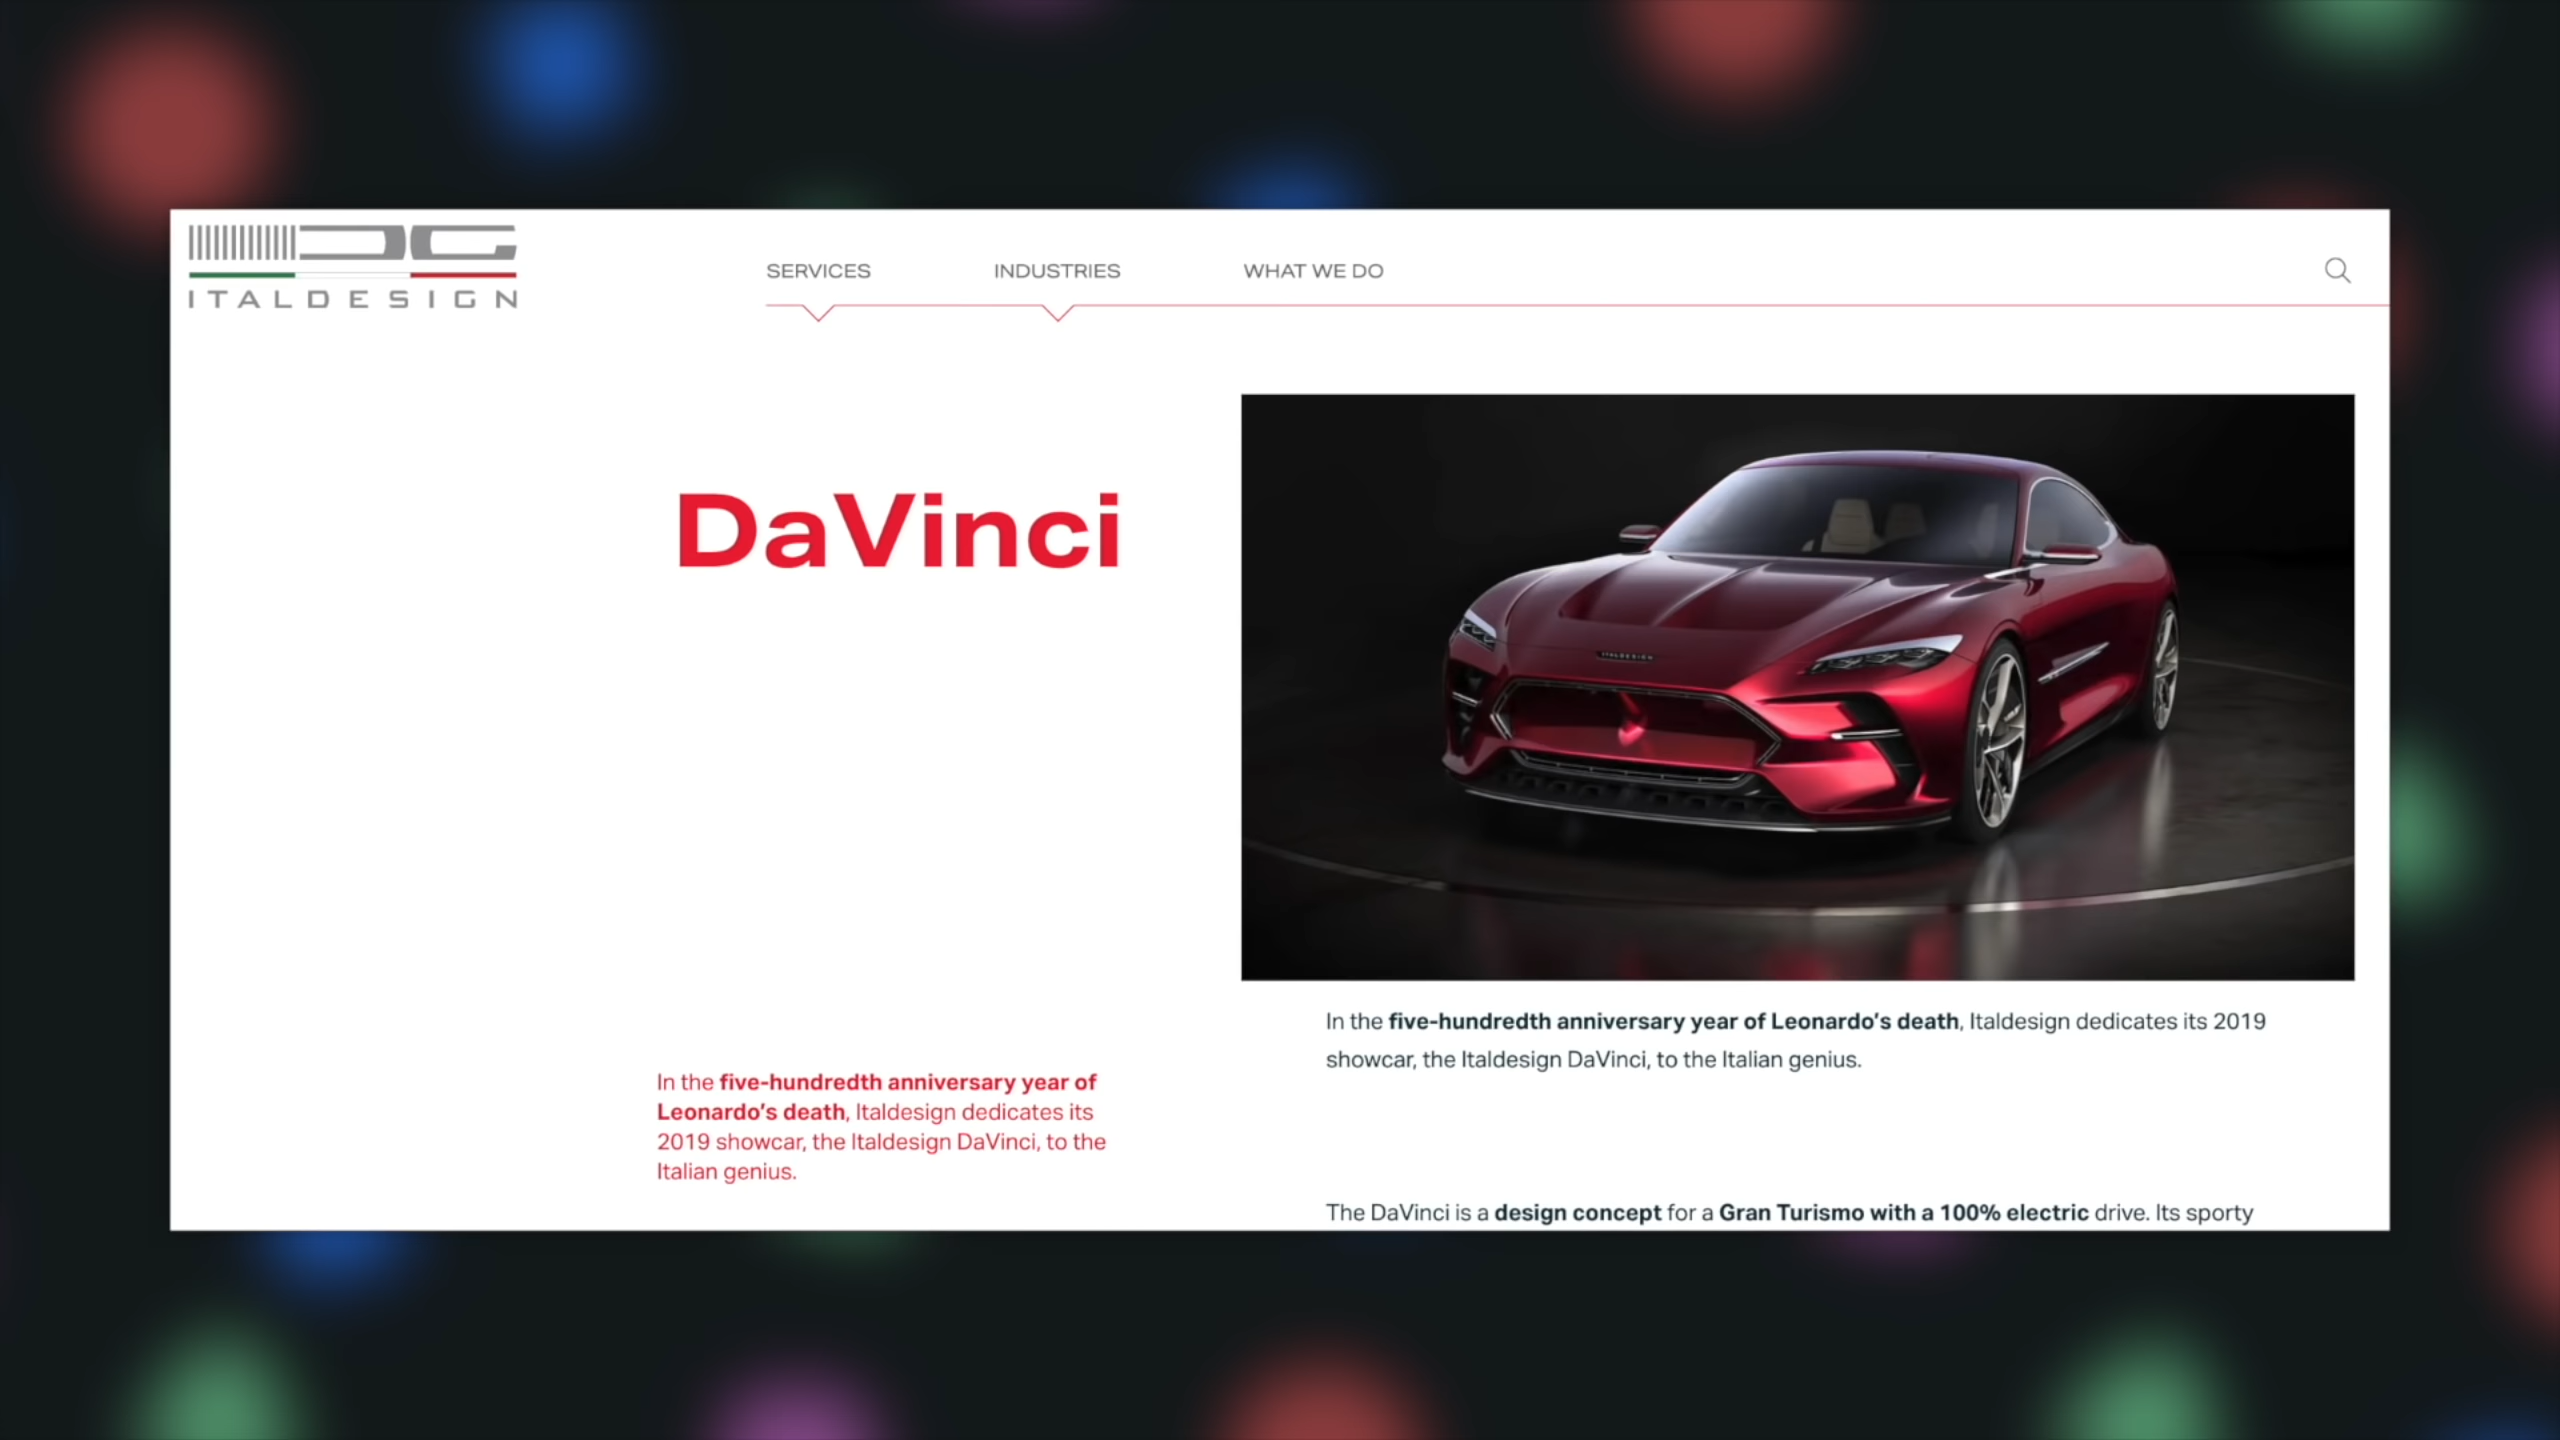 ITALDESIGN
SERVICES
INDUSTRIES
WHAT WE DO
DaVinci
In the five-hundredth anniversary year of
Leonardo's death, Italdesign dedicates its
2019 showcar, the Italdesign DaVinci, to the
Italian genius.
ITALDESIGN
In the five-hundredth anniversary year of Leonardo's death, Italdesign dedicates its 2019
showcar, the Italdesign DaVinci, to the Italian genius.
The DaVinci is a design concept for a Gran Turismo with a 100% electric drive. Its sporty